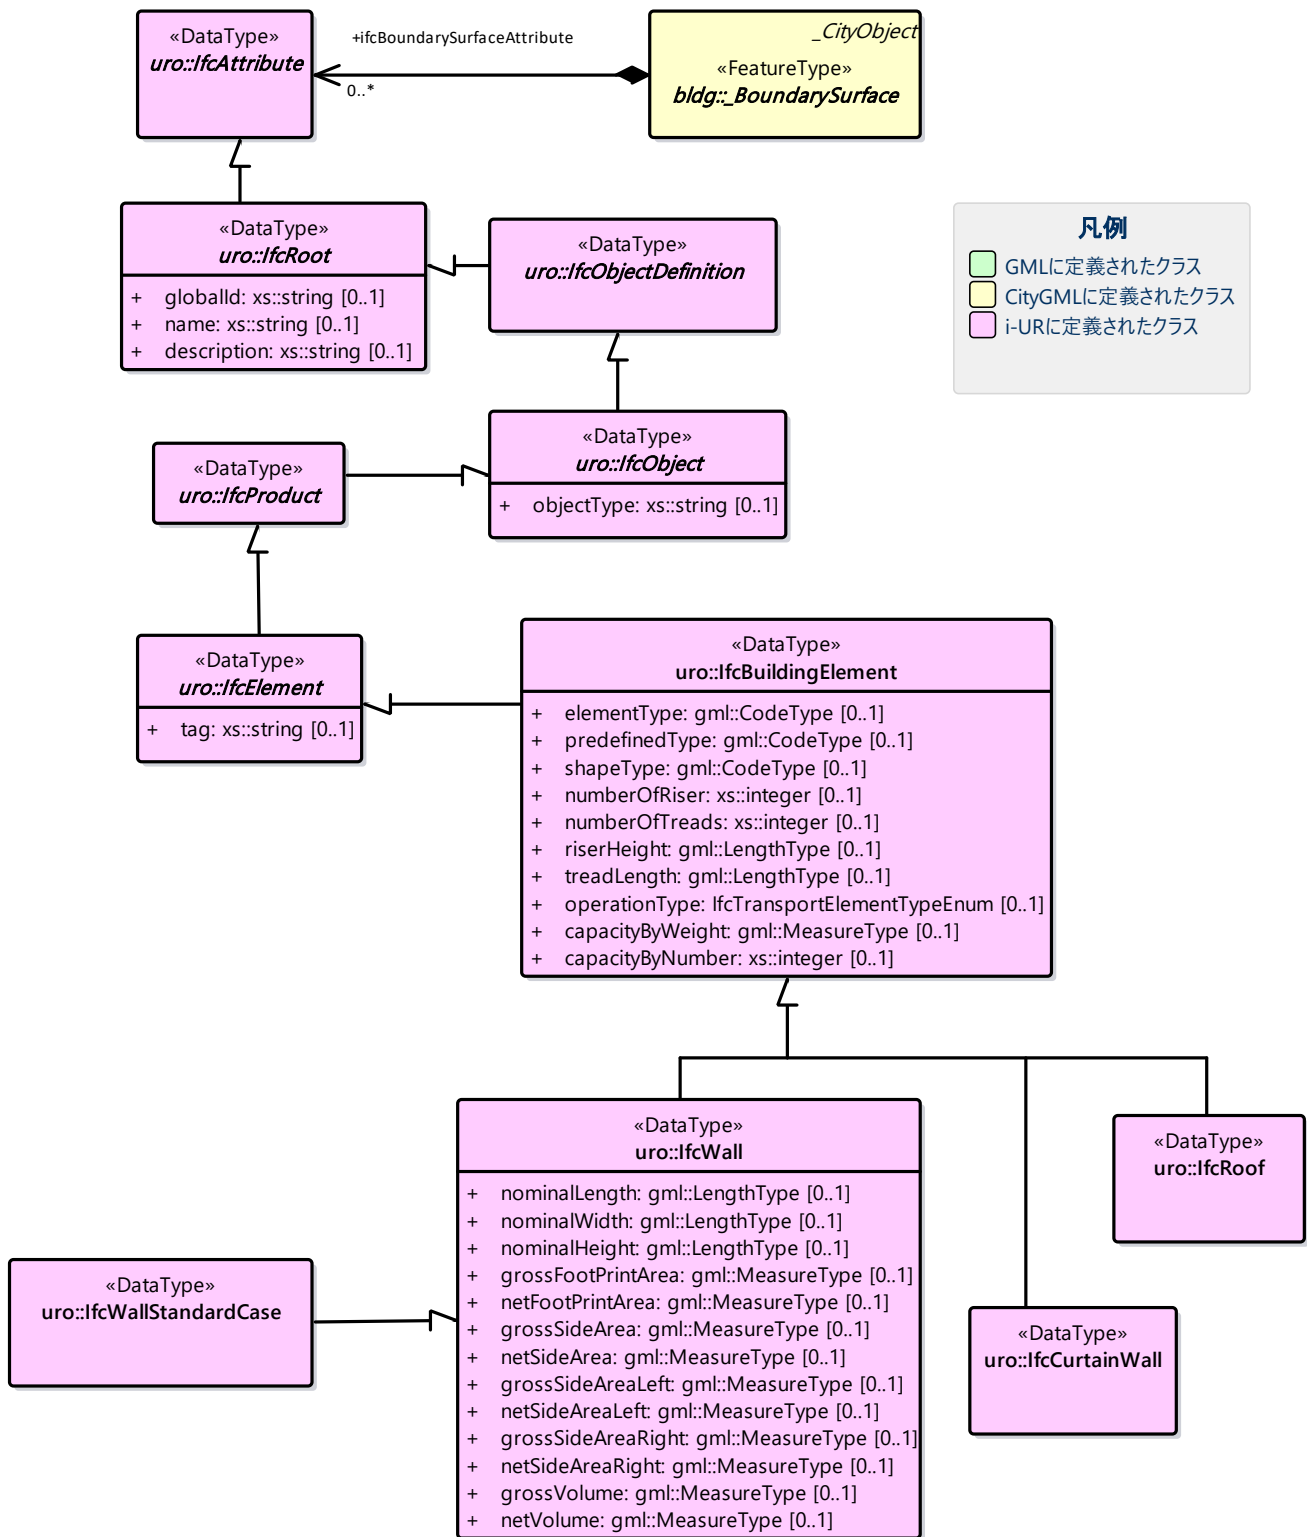 «DataType»
uro::IfcAttribute
+ifcBoundarySurfaceAttribute
0..*
_CityObject
«FeatureType»
bldg::_BoundarySurface
«DataType»
uro::IfcRoot
+ globalId: xs::string [0..1]
+ name: xs::string [0..1]
+ description: xs::string [0..1]
«DataType»
uro::IfcObjectDefinition
凡例
GMLに定義されたクラス
CityGMLに定義されたクラス
i-URに定義されたクラス
«DataType»
uro::IfcProduct
«DataType»
uro::IfcObject
+ objectType: xs::string [0..1]
«DataType»
uro::IfcElement
+ tag: xs::string [0..1]
«DataType»
uro::IfcBuildingElement
+ elementType: gml::CodeType [0..1]
+ predefinedType: gml::CodeType [0..1]
+ shapeType: gml::CodeType [0..1]
+ numberOfRiser: xs::integer [0..1]
+ numberOfTreads: xs::integer [0..1]
+ riserHeight: gml::LengthType [0..1]
+ treadLength: gml::LengthType [0..1]
+ operationType: IfcTransportElementTypeEnum [0..1]
+ capacityByWeight: gml::MeasureType [0..1]
+ capacityByNumber: xs::integer [0..1]
«DataType»
uro::IfcWall
+ nominalLength: gml::LengthType [0..1]
+ nominalWidth: gml::LengthType [0..1]
+ nominalHeight: gml::LengthType [0..1]
+ grossFootPrintArea: gml::MeasureType [0..1]
+ netFootPrintArea: gml::MeasureType [0..1]
+ grossSideArea: gml::MeasureType [0..1]
+ netSideArea: gml::MeasureType [0..1]
+ grossSideAreaLeft: gml::MeasureType [0..1]
+ netSideAreaLeft: gml::MeasureType [0..1]
+ grossSideAreaRight: gml::MeasureType [0..1]
+ netSideAreaRight: gml::MeasureType [0..1]
+ grossVolume: gml::MeasureType [0..1]
+ netVolume: gml::MeasureType [0..1]
«DataType»
uro::IfcRoof
«DataType»
uro::IfcWallStandardCase
«DataType»
uro::IfcCurtainWall